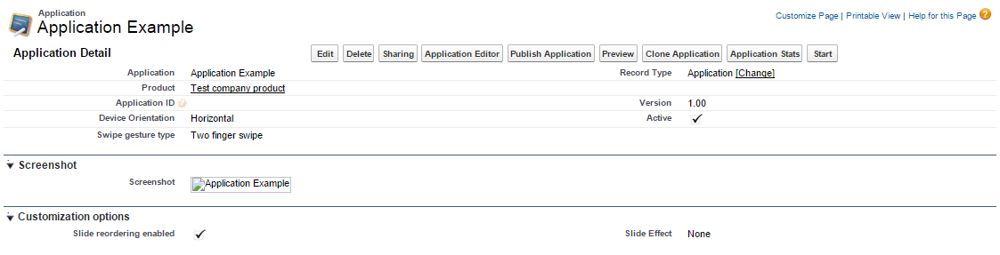 Application
Application Example
Customize Page | Printable View | Help for this Page ?
Application Detail
Edit Delete Sharing Application Editor Publish Application Preview Clone Application Application Stats Start
Application Application Example Record Type Application [Change]
Product Test company product
Application ID ? Version 1.00
Device Orientation Horizontal Active
Swipe gesture type Two finger swipe
Screenshot
Screenshot Application Example
Customization options
Slide reordering enabled Slide Effect None